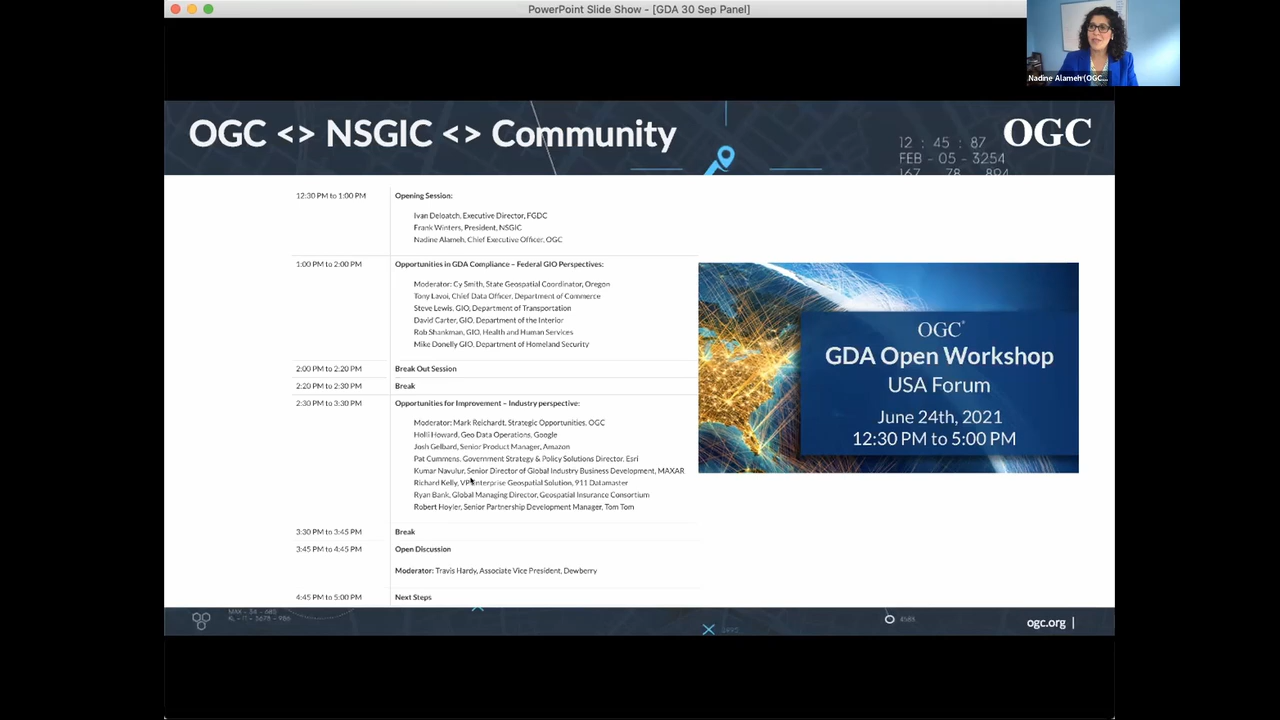 PowerPoint Slide Show - [GDA 30 Sep Panel]
Nadine Alameh (OGC...
OGC <> NSGIC <> Community
12 : 45 : 87
FEB - 05 - 3254
OGC
12:30 PM to 1:00 PM
Opening Session:
Ivan Deloatch, Executive Director, FGDC
Frank Winters, President, NSGIC
Nadine Alameh, Chief Executive Officer, OGC
1:00 PM to 2:00 PM
Opportunities in GDA Compliance – Federal GIO Perspectives:
Moderator: Cy Smith, State Geospatial Coordinator, Oregon
Tony Lavoi, Chief Data Officer, Department of Commerce
Steve Lewis, GIO, Department of Transportation
David Carter, GIO, Department of the Interior
Rob Shankman, GIO, Health and Human Services
Mike Donelly GIO, Department of Homeland Security
2:00 PM to 2:20 PM
Break Out Session
2:20 PM to 2:30 PM
Break
2:30 PM to 3:30 PM
Opportunities for Improvement – Industry perspective:
Moderator: Mark Reichardt, Strategic Opportunities, OGC
Holli Howard, Geo Data Operations, Google
Josh Gelbard, Senior Product Manager, Amazon
Pat Cummens, Government Strategy & Policy Solutions Director, Esri
Kumar Navulur, Senior Director of Global Industry Business Development, MAXAR
Richard Kelly, VP Enterprise Geospatial Solution, 911 Datamaster
Ryan Bank, Global Managing Director, Geospatial Insurance Consortium
Robert Hoyler, Senior Partnership Development Manager, Tom Tom
3:30 PM to 3:45 PM
Break
3:45 PM to 4:45 PM
Open Discussion
Moderator: Travis Hardy, Associate Vice President, Dewberry
4:45 PM to 5:00 PM
Next Steps
OGC®
GDA Open Workshop
USA Forum
June 24th, 2021
12:30 PM to 5:00 PM
ogc.org |